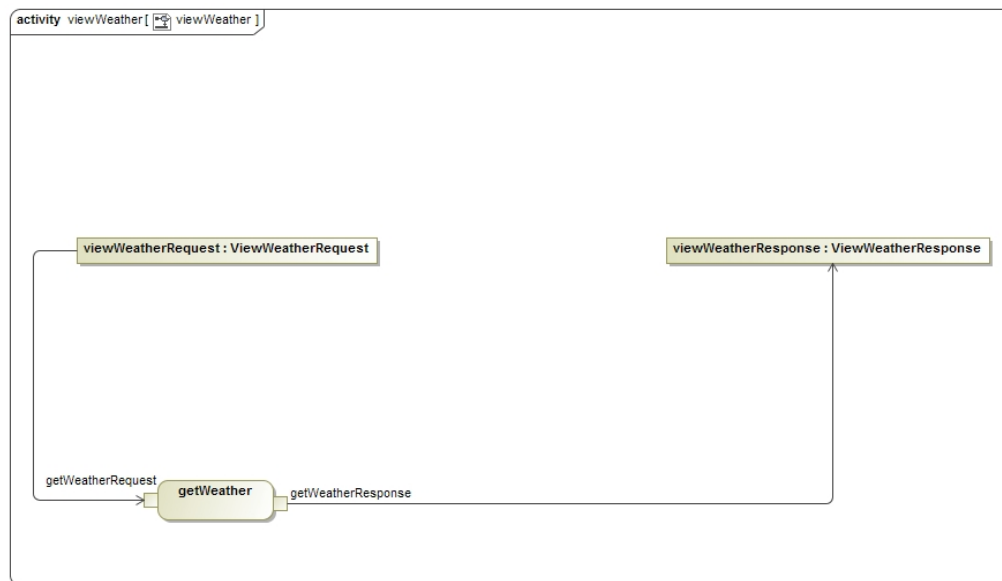 activity viewWeather [ viewWeather ]
viewWeatherRequest : ViewWeatherRequest
viewWeatherResponse : ViewWeatherResponse
getWeatherRequest
getWeather
getWeatherResponse